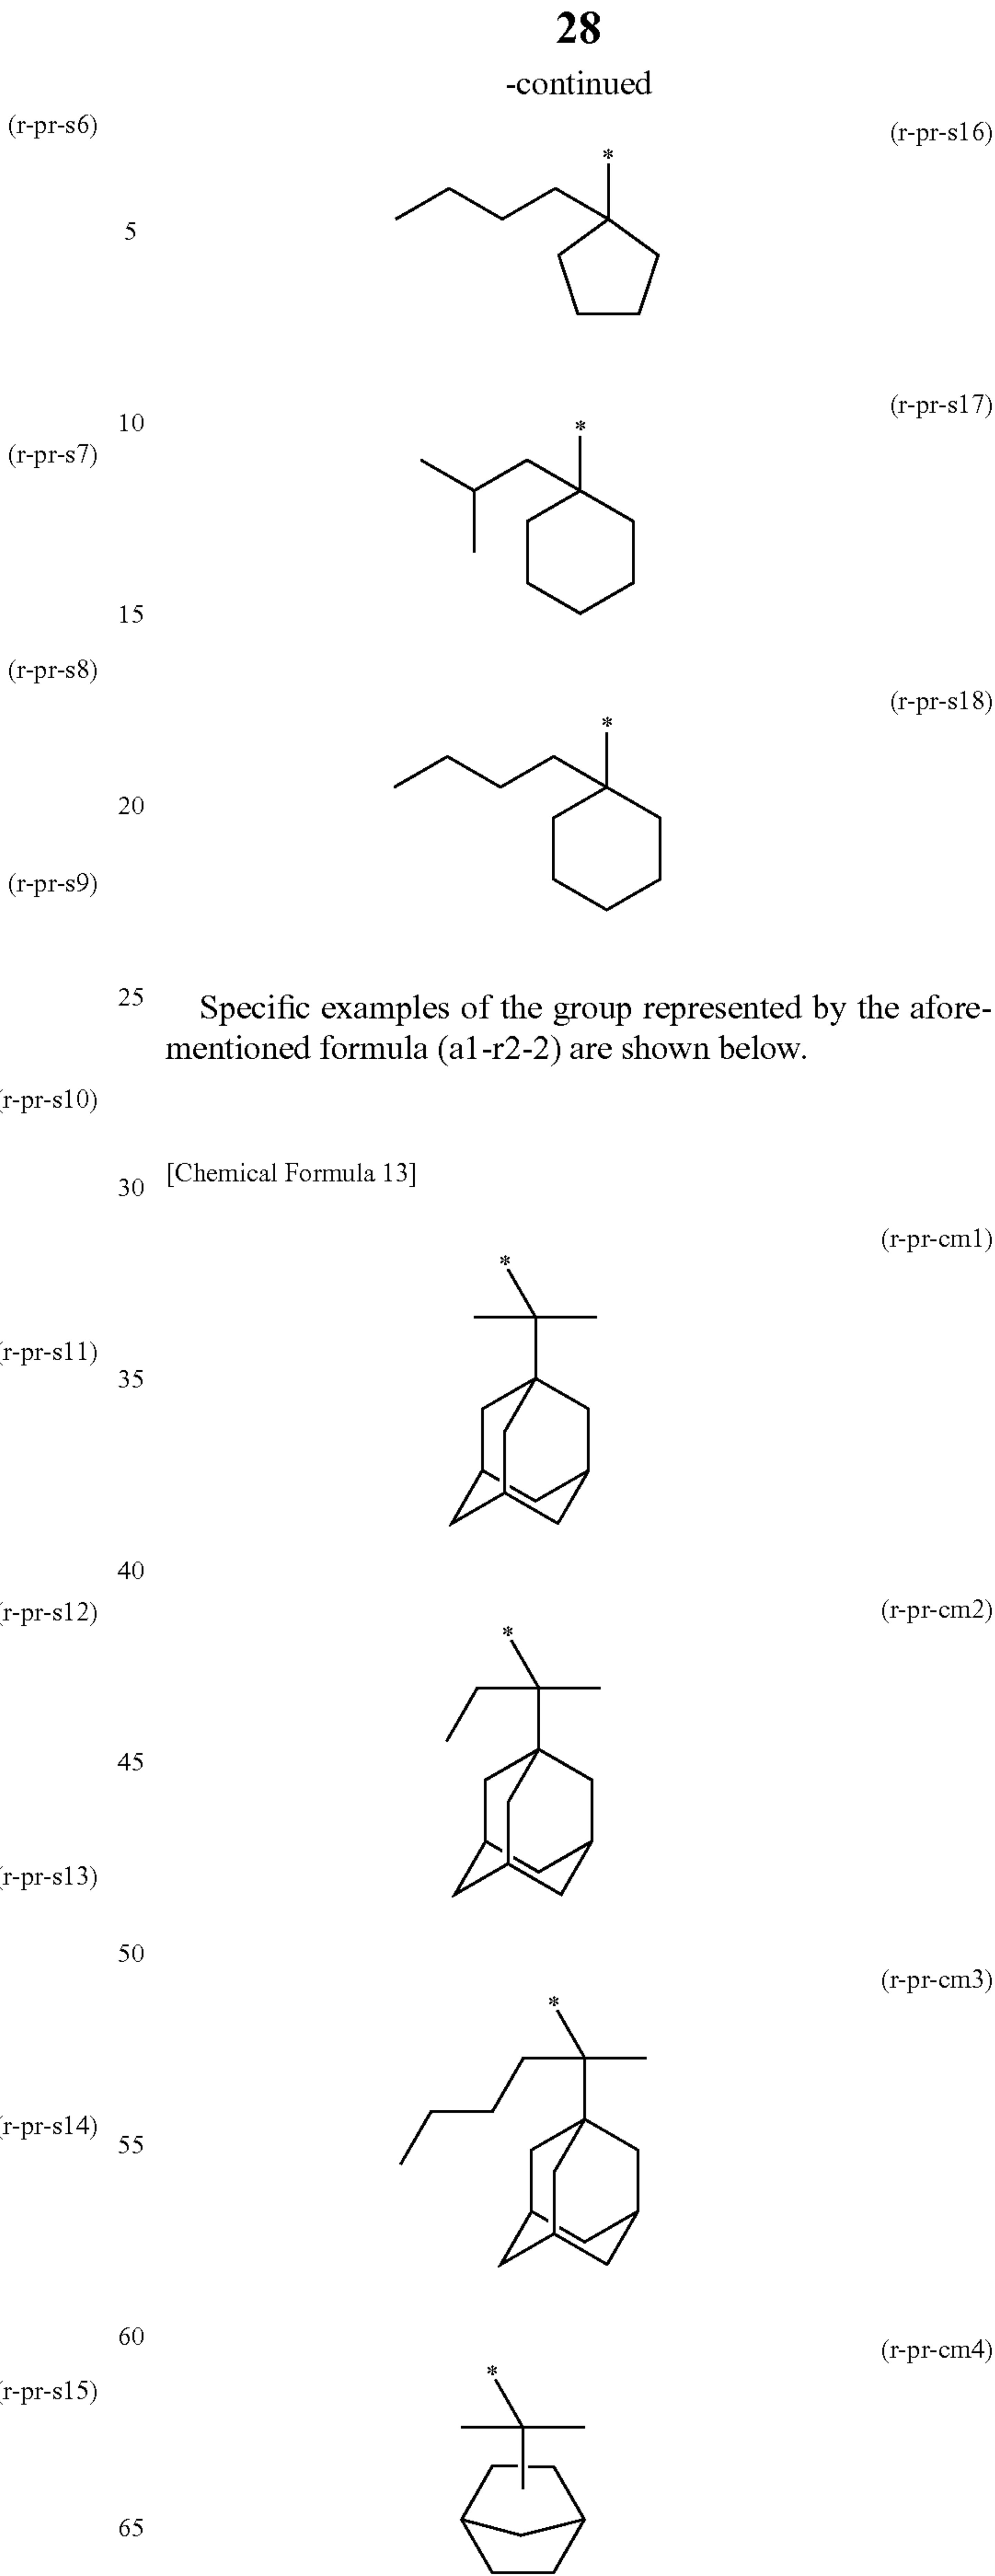 28
-continued
(r-pr-s6)
(r-pr-s16)
*
5
(r-pr-s17)
10
*
(r-pr-s7)
15
(r-pr-s8)
(r-pr-s18)
*
20
(r-pr-s9)
25
Specific examples of the group represented by the afore-
mentioned formula (a1-r2-2) are shown below.
(r-pr-s10)
[Chemical Formula 13]
30
(r-pr-cm1)
*
(r-pr-s11)
35
40
(r-pr-s12)
(r-pr-cm2)
*
45
(r-pr-s13)
50
(r-pr-cm3)
*
(r-pr-s14)
55
60
(r-pr-cm4)
*
(r-pr-s15)
65